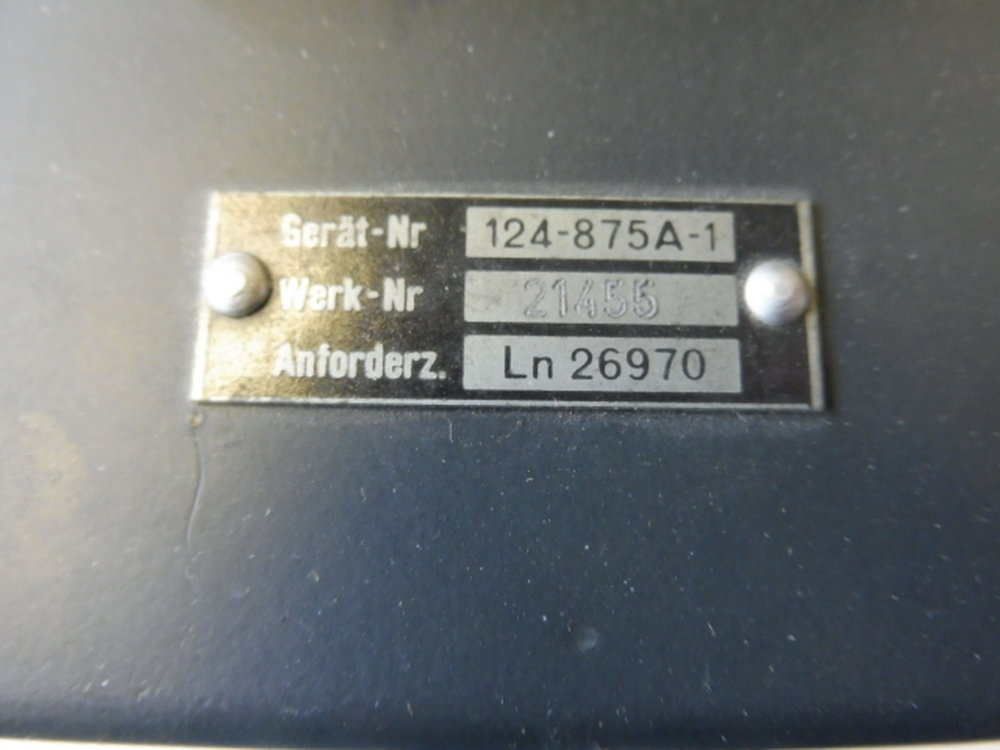 Gerät-Nr 124-875A-1
Werk-Nr 21455
Anforderz. Ln 26970